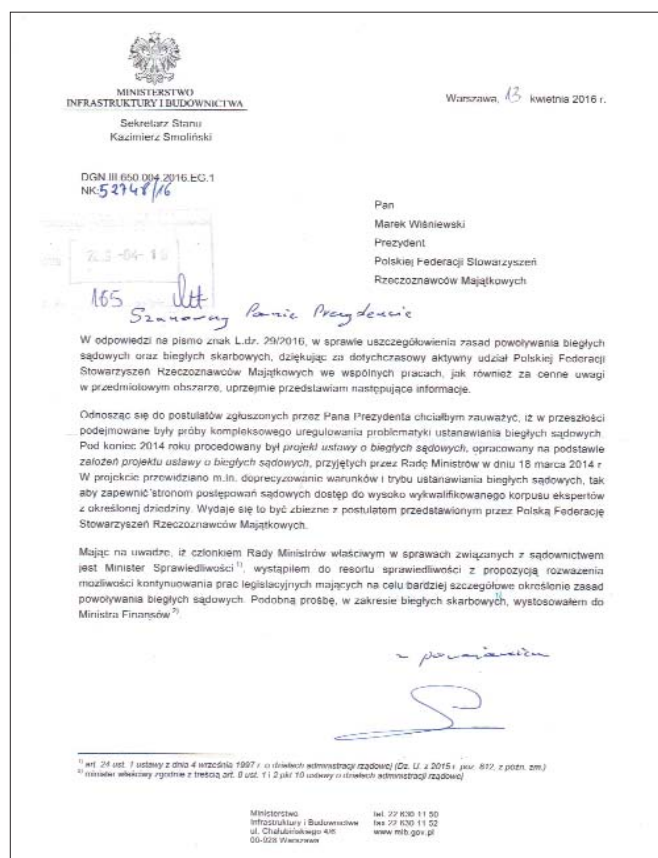 MINISTERSTWO
INFRASTRUKTURY I BUDOWNICTWA
Sekretarz Stanu
Kazimierz Smoliński
Warszawa, 13 kwietnia 2016 r.
DGN.III.650.004.2016.EG.1
NK:52748/16
Pan
Marek Wiśniewski
Prezydent
Polskiej Federacji Stowarzyszeń
Rzeczoznawców Majątkowych
165
Szanowny Panie Prezydencie
W odpowiedzi na pismo znak L.dz. 29/2016, w sprawie uszczegółowienia zasad powoływania biegłych
sądowych oraz biegłych skarbowych, dziękując za dotychczasowy aktywny udział Polskiej Federacji
Stowarzyszeń Rzeczoznawców Majątkowych we wspólnych pracach, jak również za cenne uwagi
w przedmiotowym obszarze, uprzejmie przedstawiam następujące informacje.
Odnosząc się do postulatów zgłoszonych przez Pana Prezydenta chciałbym zauważyć, iż w przeszłości
podejmowane były próby kompleksowego uregulowania problematyki ustanawiania biegłych sądowych.
Pod koniec 2014 roku procedowany był projekt ustawy o biegłych sądowych, opracowany na podstawie
założeń projektu ustawy o biegłych sądowych, przyjętych przez Radę Ministrów w dniu 18 marca 2014 r
W projekcie przewidziano m.in. doprecyzowanie warunków i trybu ustanawiania biegłych sądowych, tak
aby zapewnić stronom postępowań sądowych dostęp do wysoko wykwalifikowanego korpusu ekspertów
z określonej dziedziny. Wydaje się to być zbieżne z postulatem przedstawionym przez Polską Federację
Stowarzyszeń Rzeczoznawców Majątkowych.
Mając na uwadze, iż członkiem Rady Ministrów właściwym w sprawach związanych z sądownictwem
jest Minister Sprawiedliwości 1), wystąpiłem do resortu sprawiedliwości z propozycją rozważenia
możliwości kontynuowania prac legislacyjnych mających na celu bardziej szczegółowe określenie zasad
powoływania biegłych sądowych. Podobną prośbę, w zakresie biegłych skarbowych, wystosowałem do
Ministra Finansów 2).
z poważaniem
1) art. 24 ust. 1 ustawy z dnia 4 września 1997 r. o działach administracji rządowej (Dz. U. z 2015 r. poz. 812, z późn. zm.)
2) minister właściwy zgodnie z treścią art. 8 ust. 1 i 2 pkt 10 ustawy o działach administracji rządowej
Ministerstwo
Infrastruktury i Budownictwa
ul. Chałubińskiego 4/6
00-928 Warszawa
tel. 22 630 11 50
fax 22 630 11 52
www.mib.gov.pl